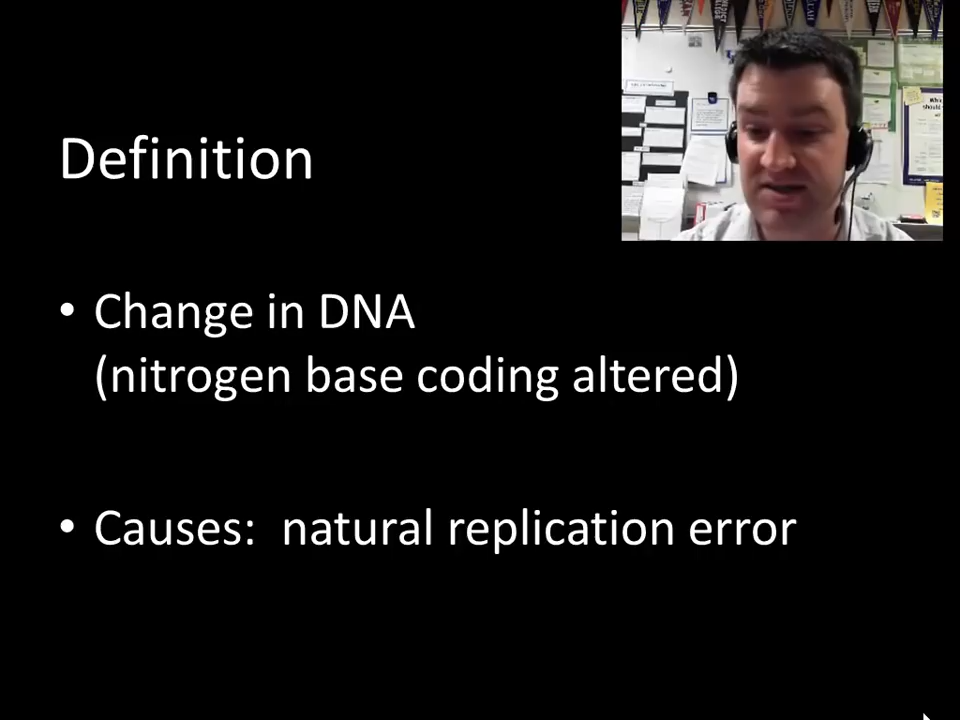 Definition
• Change in DNA
(nitrogen base coding altered)
• Causes: natural replication error